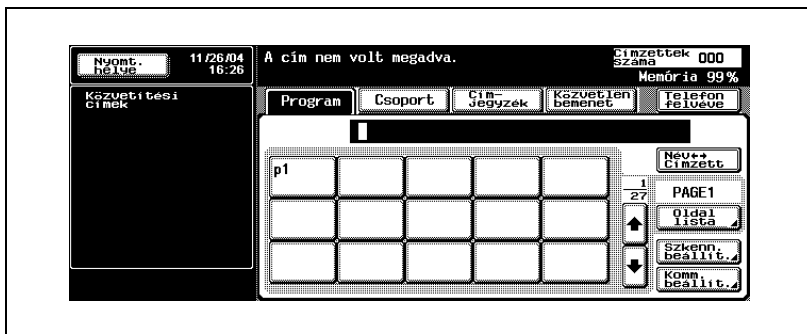 Nyomt. helye
11/26/04
16:26
A cím nem volt megadva.
Címzettek száma 000
Memória 99%
Közvetítési
címek
Program
Csoport
Cím-
jegyzék
Közvetlen
bemenet
Telefon
felvéve
Név↔
Címzett
p1
1
27
PAGE1
Oldal
lista
Szkenn.
beállít.
Komm.
beállít.